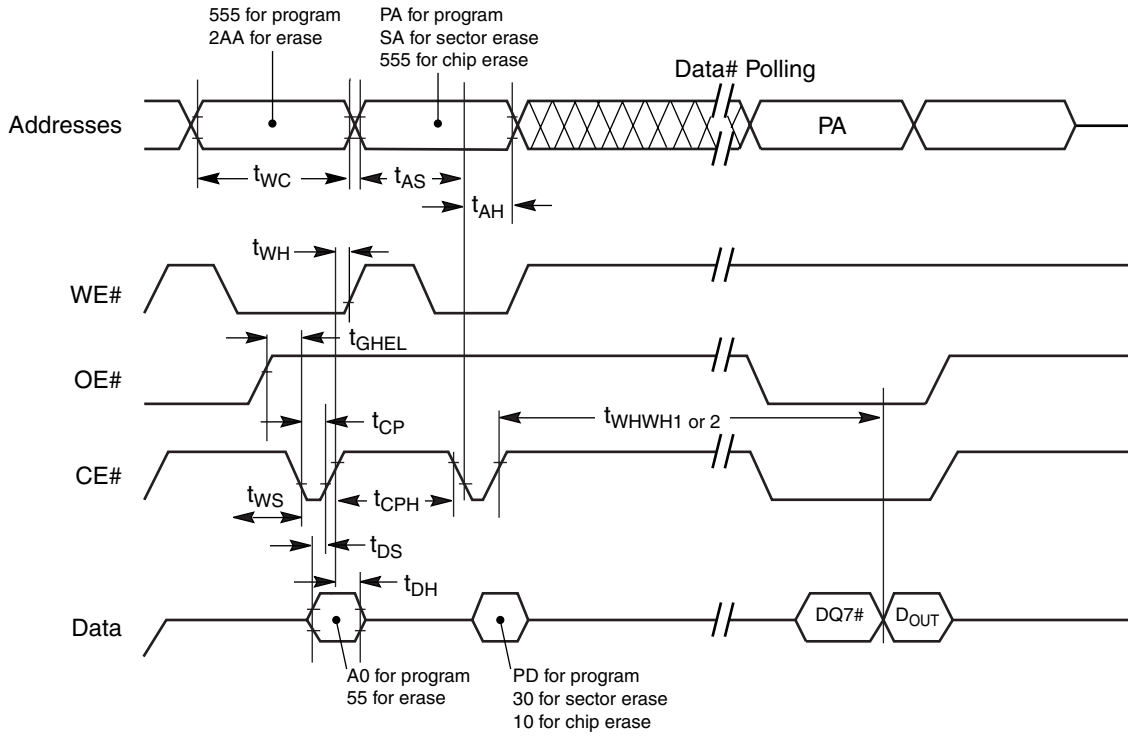 555 for program
2AA for erase
PA for program
SA for sector erase
555 for chip erase
Data# Polling
Addresses
PA
tWC
tAS
tAH
tWH
WE#
tGHEL
OE#
tWHWH1 or 2
tCP
CE#
tWS
tCPH
tDS
tDH
Data
DQ7#
DOUT
A0 for program
55 for erase
PD for program
30 for sector erase
10 for chip erase